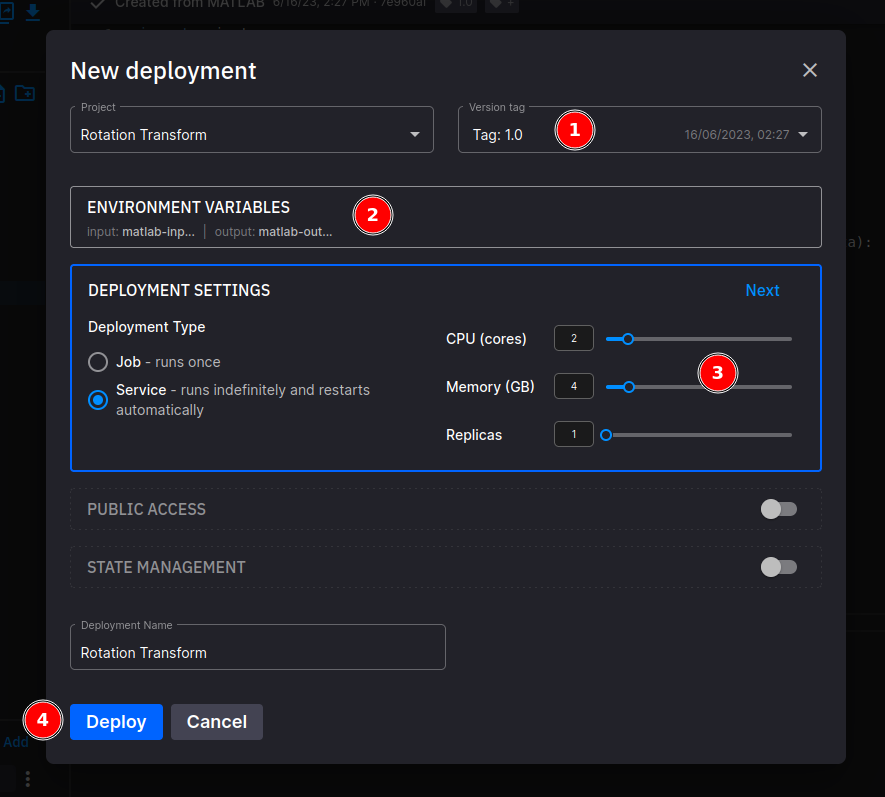 Created from MATLAB 6/16/23, 2:27 PM · 7e960af 1.0 +
New deployment
Project
Rotation Transform
Version tag
Tag: 1.0 1 16/06/2023, 02:27
ENVIRONMENT VARIABLES 2
input: matlab-inp... | output: matlab-out...
a):
DEPLOYMENT SETTINGS Next
Deployment Type
Job - runs once
Service - runs indefinitely and restarts
automatically
CPU (cores) 2
Memory (GB) 4 3
Replicas 1
PUBLIC ACCESS
STATE MANAGEMENT
Deployment Name
Rotation Transform
4 Deploy Cancel
Add